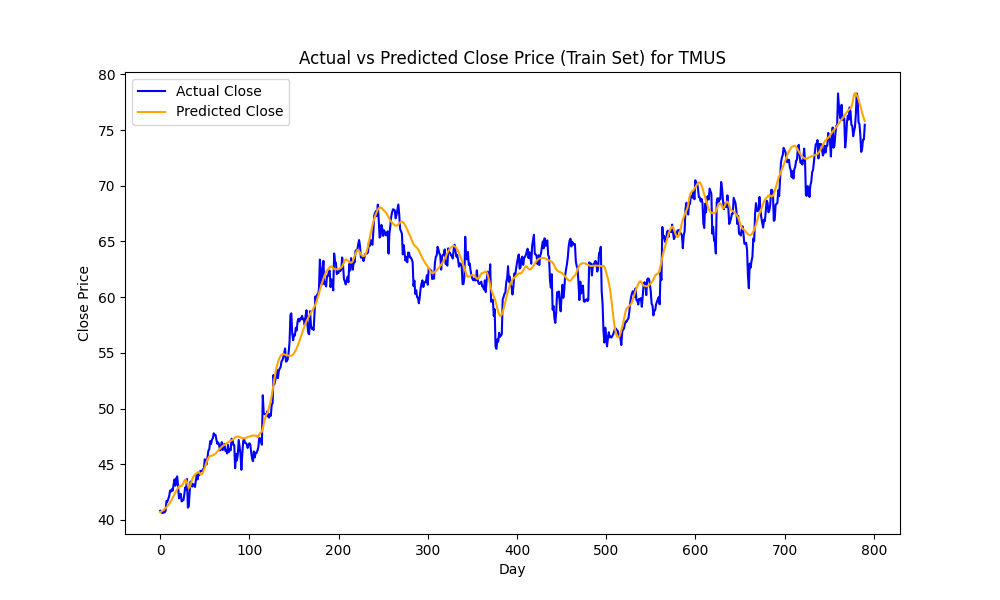 Actual vs Predicted Close Price (Train Set) for TMUS
Actual Close
Predicted Close
80
75
70
65
60
55
50
45
40
Close Price
0 100 200 300 400 500 600 700 800
Day